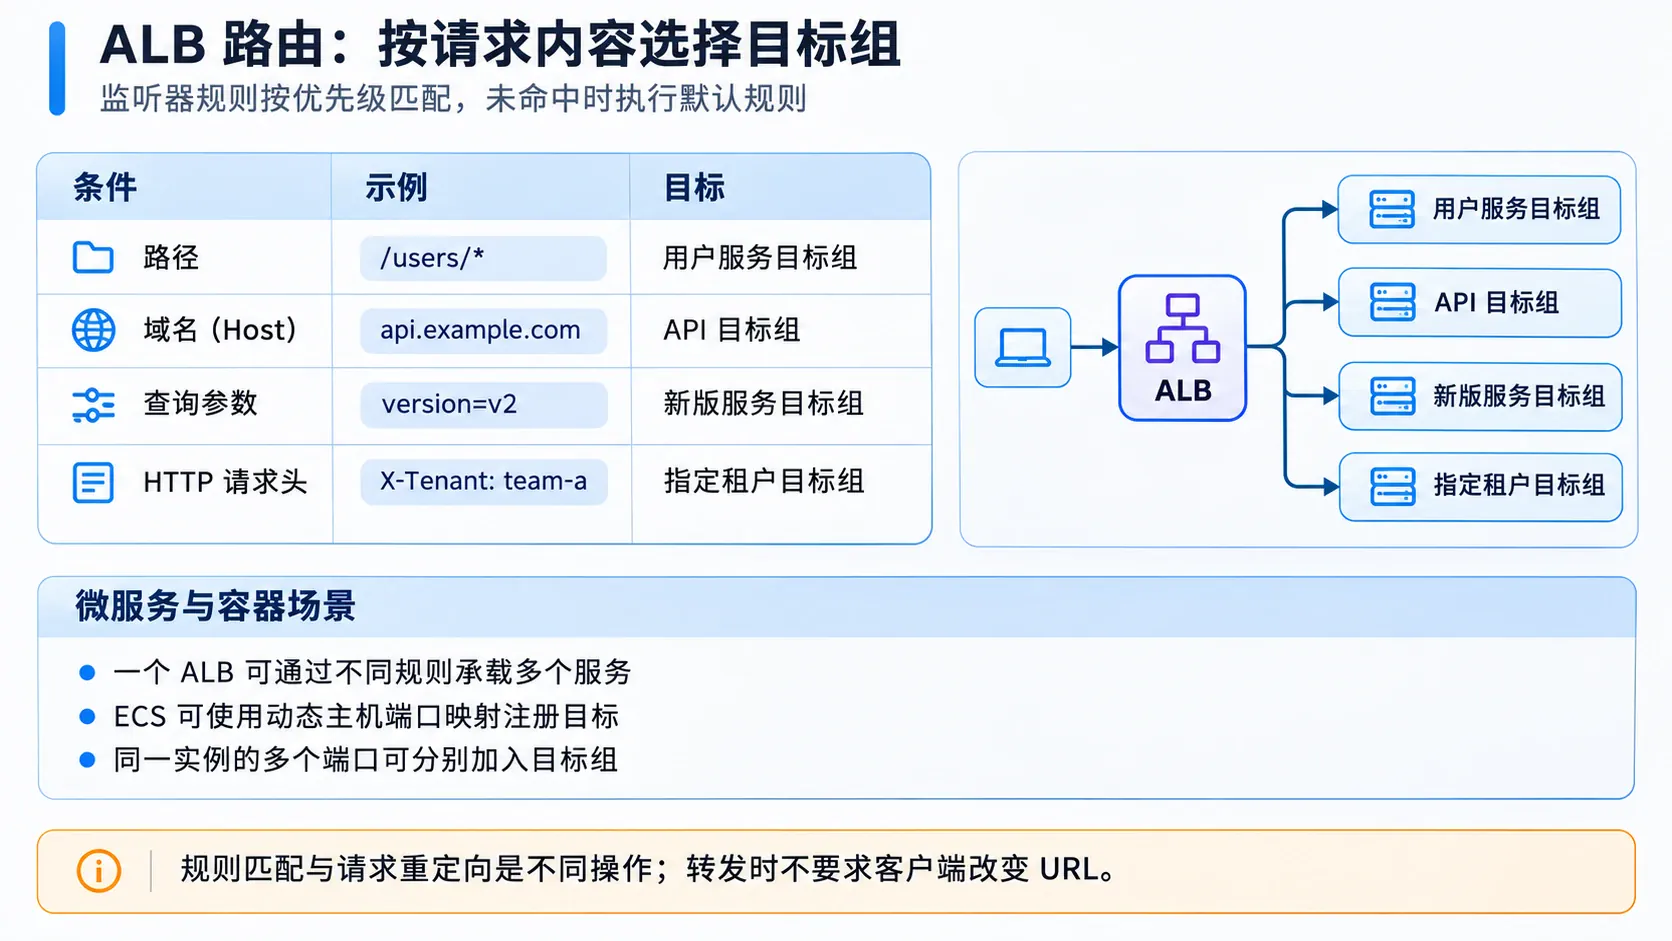 ALB 路由：按请求内容选择目标组
监听器规则按优先级匹配，未命中时执行默认规则
条件 示例 目标
路径 /users/* 用户服务目标组
域名（Host） api.example.com API 目标组
查询参数 version=v2 新版服务目标组
HTTP 请求头 X-Tenant: team-a 指定租户目标组
ALB
用户服务目标组
API 目标组
新版服务目标组
指定租户目标组
微服务与容器场景
一个 ALB 可通过不同规则承载多个服务
ECS 可使用动态主机端口映射注册目标
同一实例的多个端口可分别加入目标组
规则匹配与请求重定向是不同操作；转发时不要求客户端改变 URL。